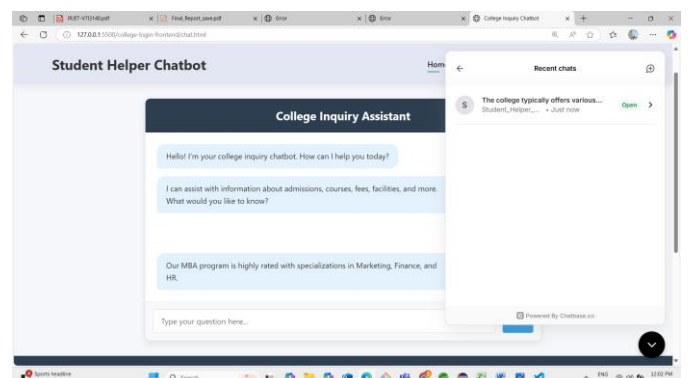 Final_Report_save.pdf
Error
Error
College Inquiry Chatbot
127.0.0.1:5500/college-login-frontend/chat.html
Student Helper Chatbot
Hom
Recent chats
S
The college typically offers various...
Student_Helper_... • Just now
Open
College Inquiry Assistant
Hello! I'm your college inquiry chatbot. How can I help you today?
I can assist with information about admissions, courses, fees, facilities, and more.
What would you like to know?
Our MBA program is highly rated with specializations in Marketing, Finance, and
HR.
Type your question here...
Powered By Chatbase.co
Sports headline
Search
ENG
12:02 PM